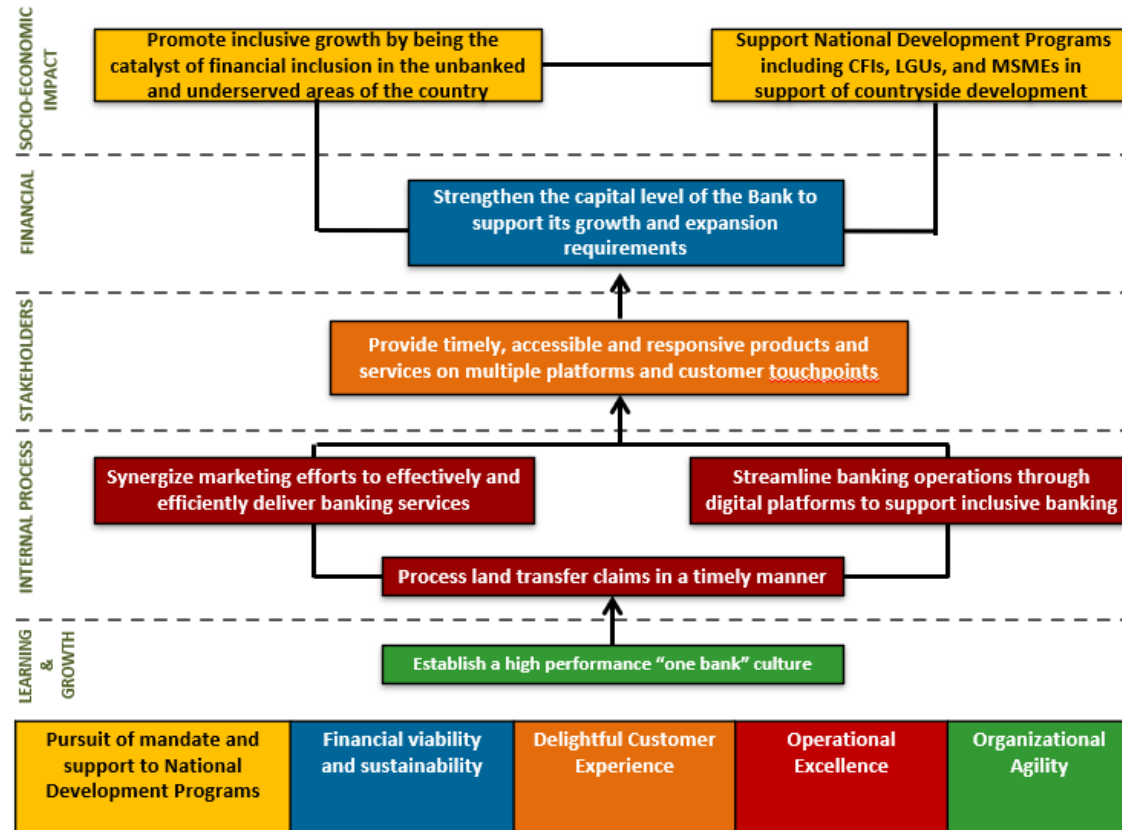 SOCIO-ECONOMIC
IMPACT
Promote inclusive growth by being the
catalyst of financial inclusion in the unbanked
and underserved areas of the country
Support National Development Programs
including CFIs, LGUs, and MSMEs in
support of countryside development
FINANCIAL
Strengthen the capital level of the Bank to
support its growth and expansion
requirements
STAKEHOLDERS
Provide timely, accessible and responsive products and
services on multiple platforms and customer touchpoints
INTERNAL PROCESS
Synergize marketing efforts to effectively and
efficiently deliver banking services
Streamline banking operations through
digital platforms to support inclusive banking
Process land transfer claims in a timely manner
LEARNING
&
GROWTH
Establish a high performance “one bank” culture
Pursuit of mandate and
support to National
Development Programs
Financial viability
and sustainability
Delightful Customer
Experience
Operational
Excellence
Organizational
Agility